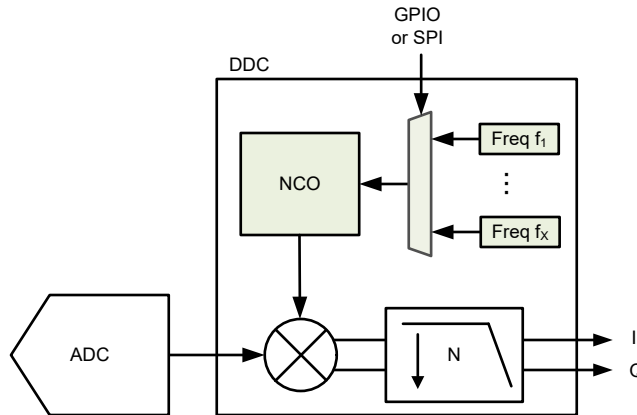 GPIO
or SPI
DDC
Freq f₁
NCO
⋮
Freq fₓ
ADC
N
I
Q